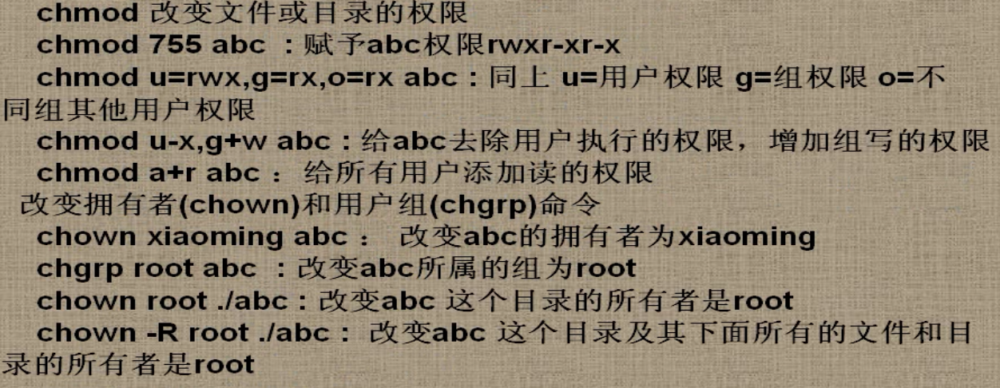 chmod 改变文件或目录的权限
chmod 755 abc ：赋予abc权限rwxr-xr-x
chmod u=rwx,g=rx,o=rx abc：同上 u=用户权限 g=组权限 o=不
同组其他用户权限
chmod u-x,g+w abc：给abc去除用户执行的权限，增加组写的权限
chmod a+r abc ： 给所有用户添加读的权限
改变拥有者(chown)和用户组(chgrp)命令
chown xiaoming abc ： 改变abc的拥有者为xiaoming
chgrp root abc ：改变abc所属的组为root
chown root ./abc：改变abc 这个目录的所有者是root
chown -R root ./abc： 改变abc 这个目录及其下面所有的文件和目
录的所有者是root